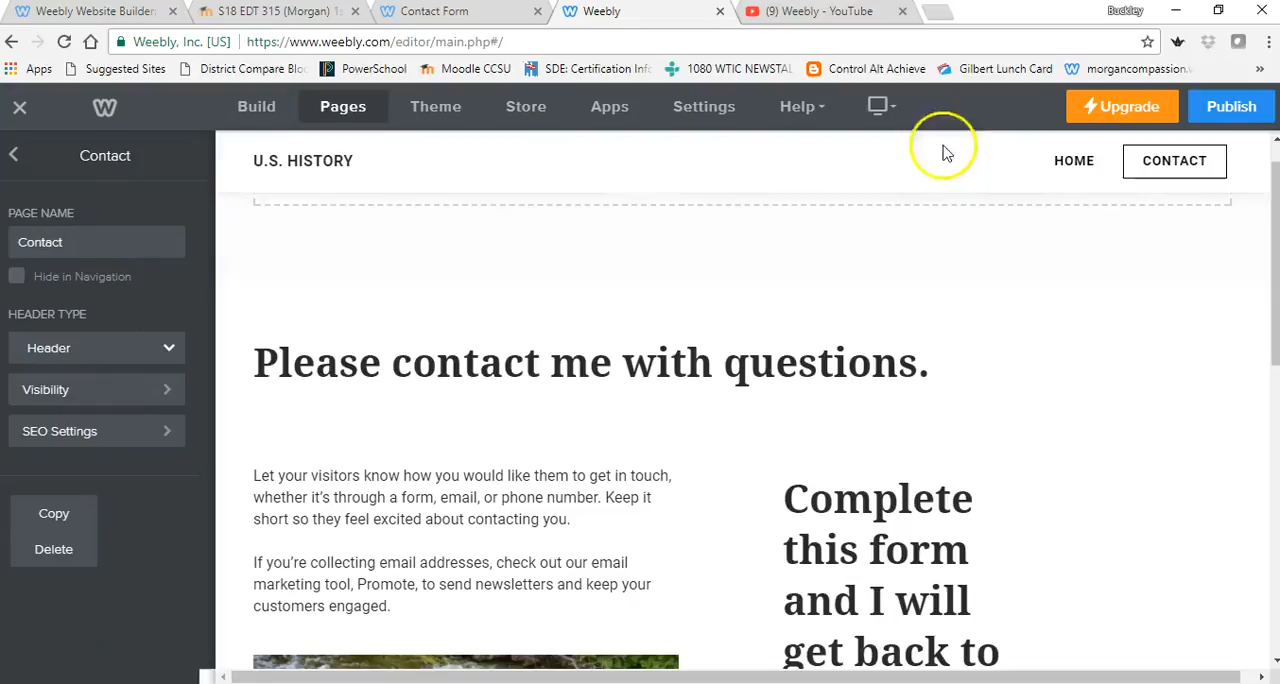 Weebly Website Builder
S18 EDT 315 (Morgan) 1s
Contact Form
Weebly
(9) Weebly - YouTube
Buckley
Weebly, Inc. [US]
https://www.weebly.com/editor/main.php#/
Apps
Suggested Sites
District Compare Blo
PowerSchool
Moodle CCSU
SDE: Certification Inf
1080 WTIC NEWSTAL
Control Alt Achieve
Gilbert Lunch Card
morgancompassion.w
»
Build
Pages
Theme
Store
Apps
Settings
Help
Upgrade
Publish
Contact
U.S. HISTORY
HOME
CONTACT
PAGE NAME
Contact
Hide in Navigation
HEADER TYPE
Header
Visibility
SEO Settings
Copy
Delete
Please contact me with questions.
Let your visitors know how you would like them to get in touch,
whether it's through a form, email, or phone number. Keep it
short so they feel excited about contacting you.
If you're collecting email addresses, check out our email
marketing tool, Promote, to send newsletters and keep your
customers engaged.
Complete
this form
and I will
get back to